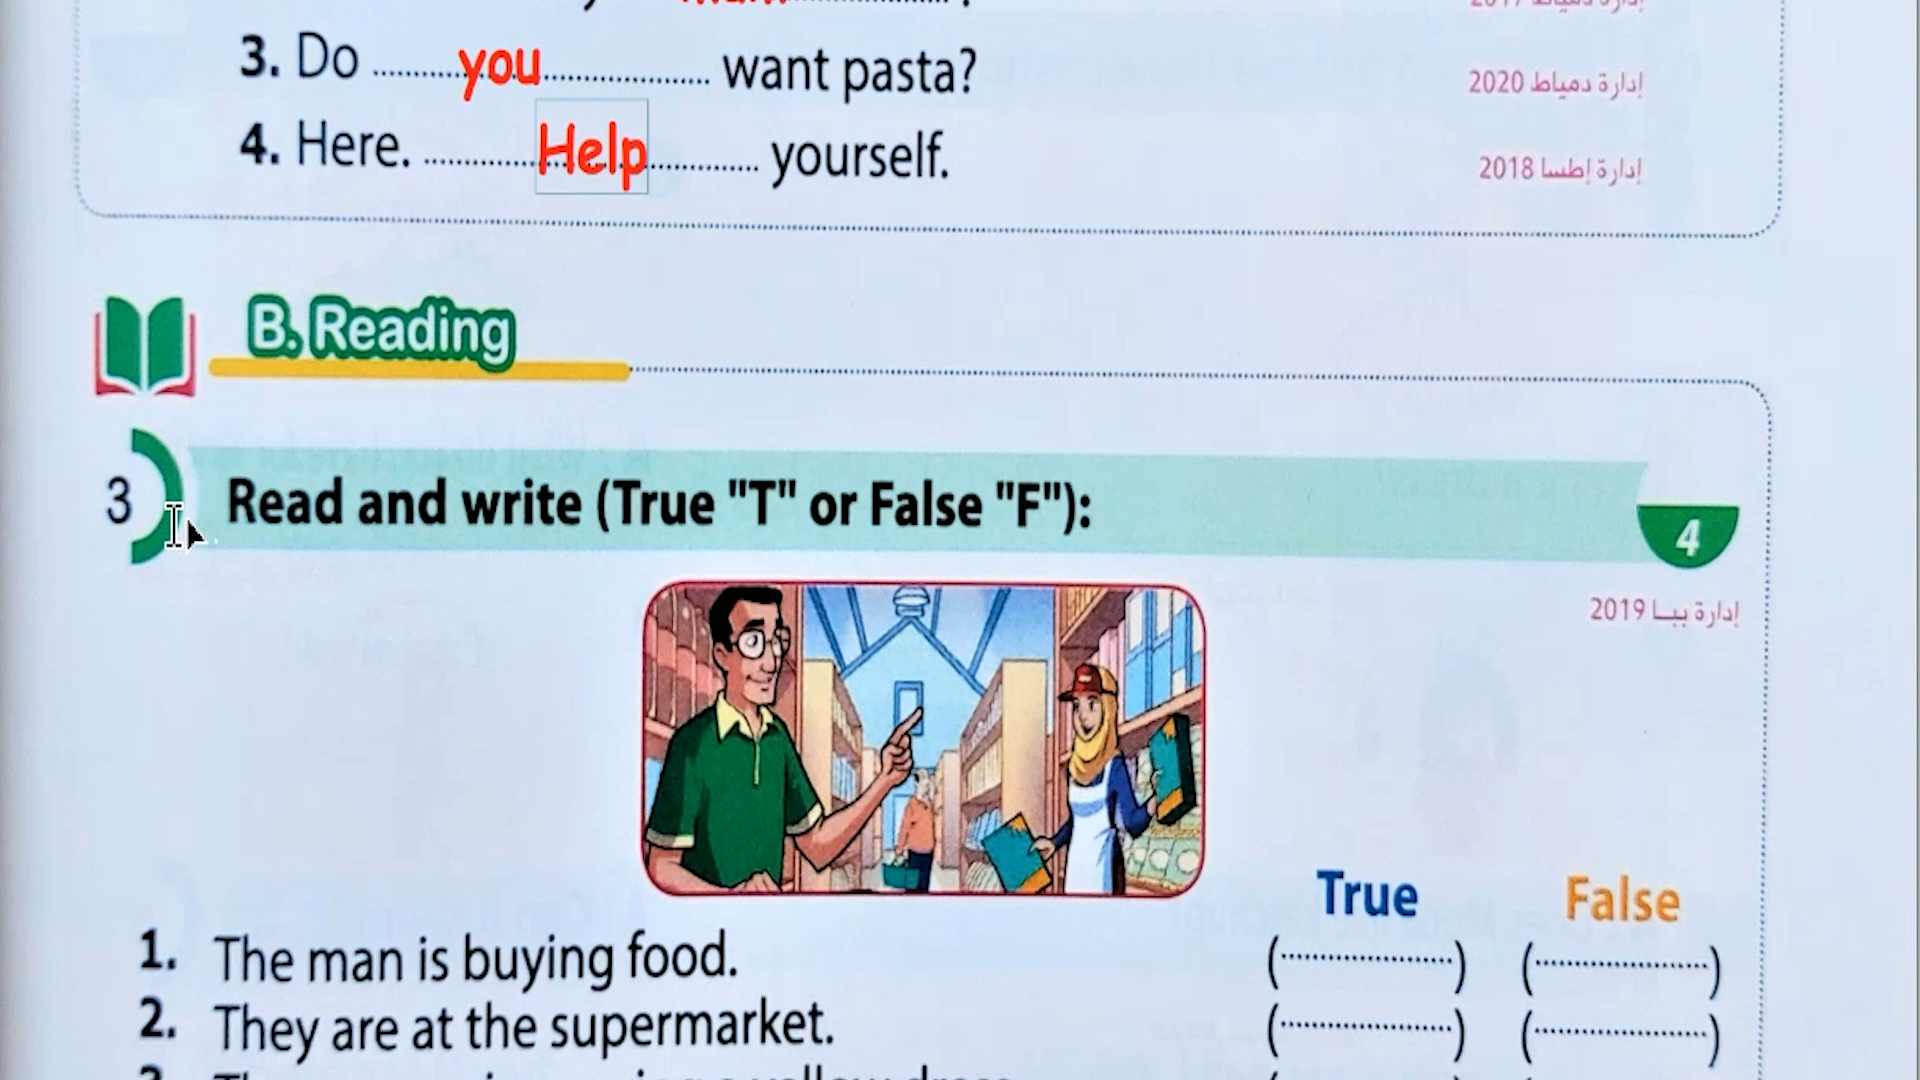 3. Do ........ you ........ want pasta?
إدارة دمياط 2020
4. Here. ........ Help ........ yourself.
إدارة إطسا 2018
B. Reading
3 Read and write (True "T" or False "F"):
4
إدارة ببا 2019
True False
1. The man is buying food. (........) (........)
2. They are at the supermarket. (........) (........)